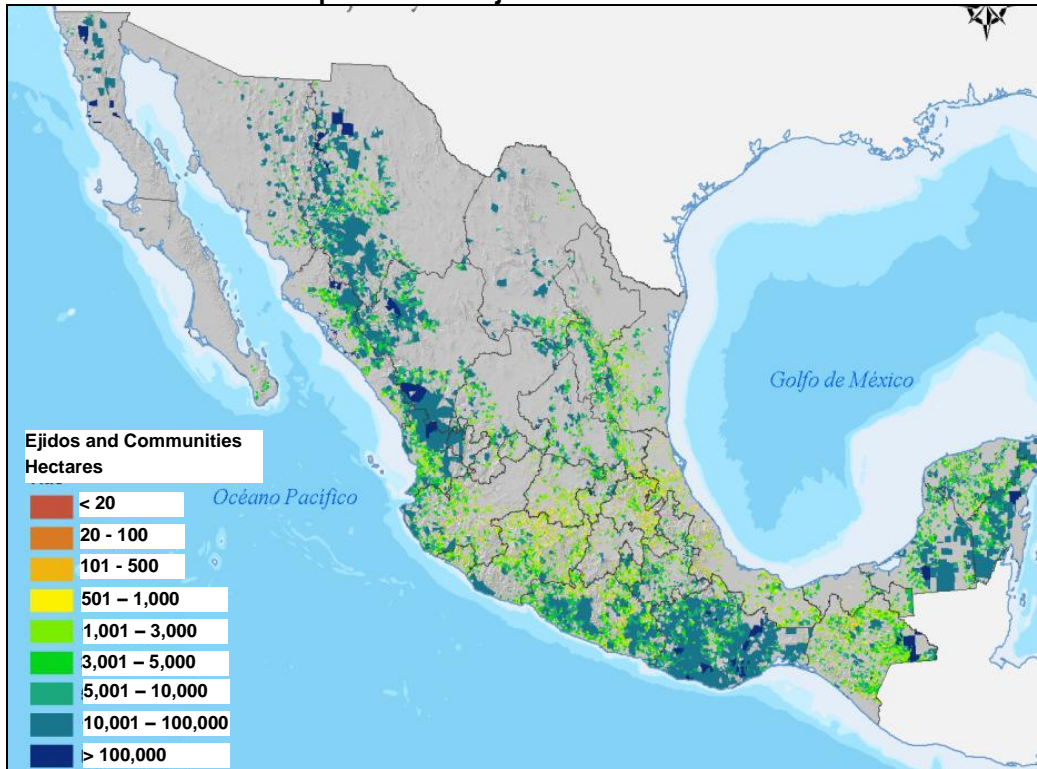 Golfo de México
Océano Pacífico
Ejidos and Communities
Hectares
< 20
20 - 100
101 - 500
501 – 1,000
1,001 – 3,000
3,001 – 5,000
5,001 – 10,000
10,001 – 100,000
> 100,000